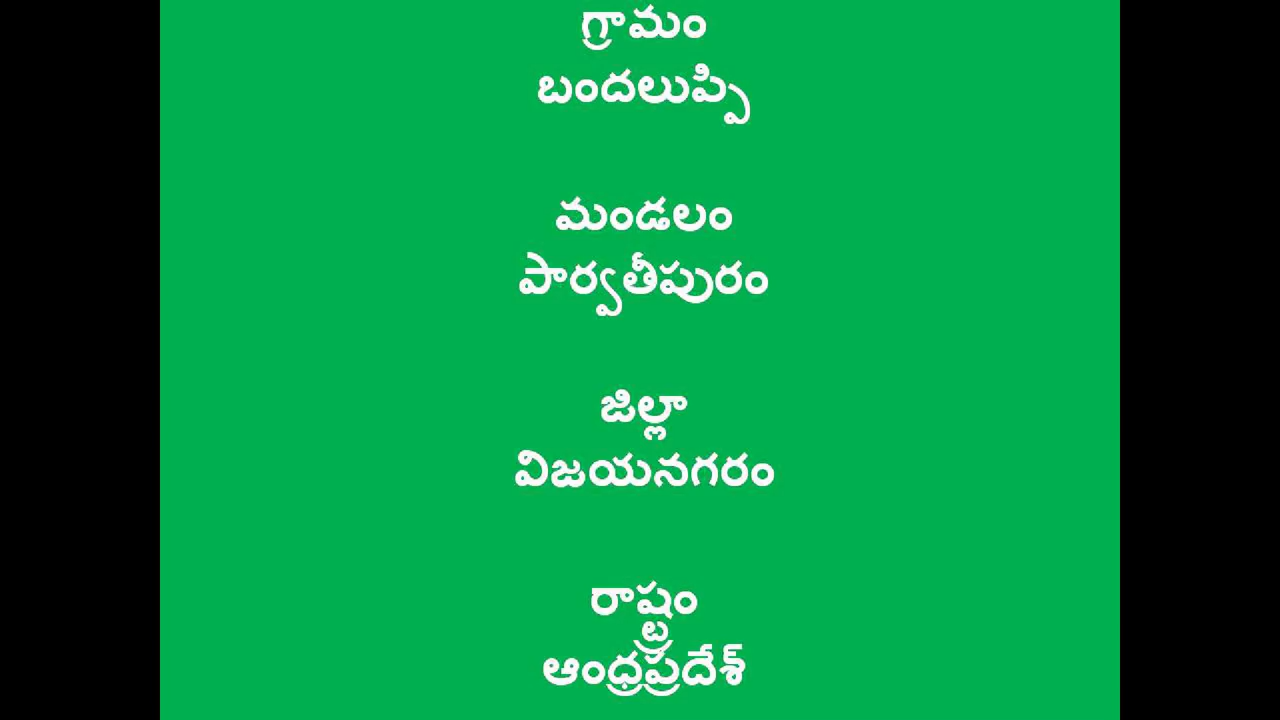 గ్రామం
బందలుప్పి
మండలం
పార్వతీపురం
జిల్లా
విజయనగరం
రాష్ట్రం
ఆంధ్రప్రదేశ్